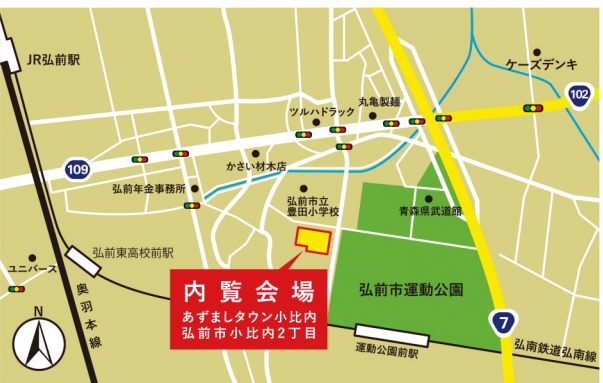 JR弘前駅
ケーズデンキ
102
丸亀製麺
ツルハドラック
109
かさい材木店
弘前年金事務所
弘前市立
豊田小学校
青森県武道館
弘前東高校前駅
ユニバース
奥羽本線
内覧会場
あずましタウン小比内
弘前市小比内2丁目
弘前市運動公園
7
運動公園前駅
弘南鉄道弘南線
N